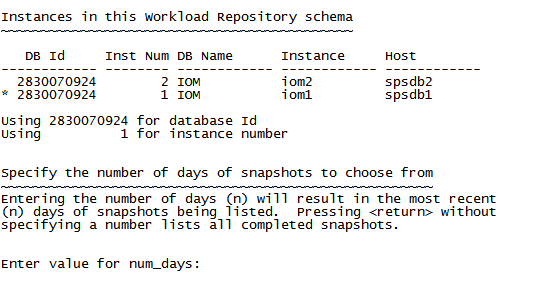 Instances in this Workload Repository schema
~~~~~~~~~~~~~~~~~~~~~~~~~~~~~~~~~~~~~~~~~~~~
   DB Id     Inst Num DB Name      Instance     Host
------------ -------- ------------ ------------ ------------
  2830070924        2 IOM          iom2         spsdb2
* 2830070924        1 IOM          iom1         spsdb1
Using 2830070924 for database Id
Using          1 for instance number
Specify the number of days of snapshots to choose from
~~~~~~~~~~~~~~~~~~~~~~~~~~~~~~~~~~~~~~~~~~~~~~~~~~~~~~
Entering the number of days (n) will result in the most recent
(n) days of snapshots being listed.  Pressing <return> without
specifying a number lists all completed snapshots.
Enter value for num_days: